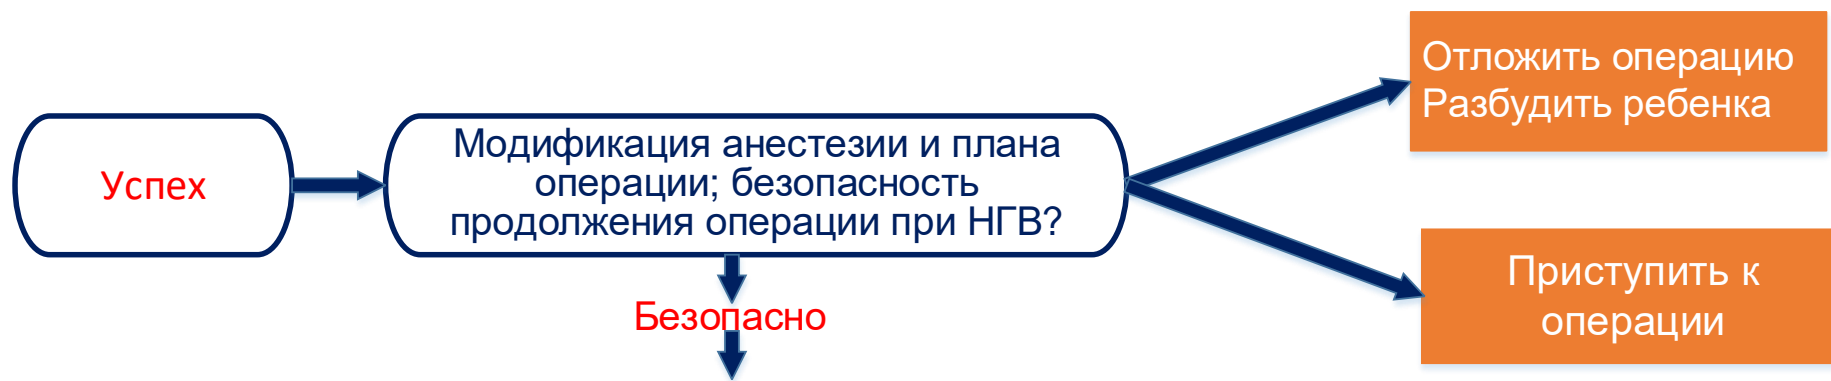 Успех
Модификация анестезии и плана
операции; безопасность
продолжения операции при НГВ?
Безопасно
Отложить операцию
Разбудить ребенка
Приступить к
операции